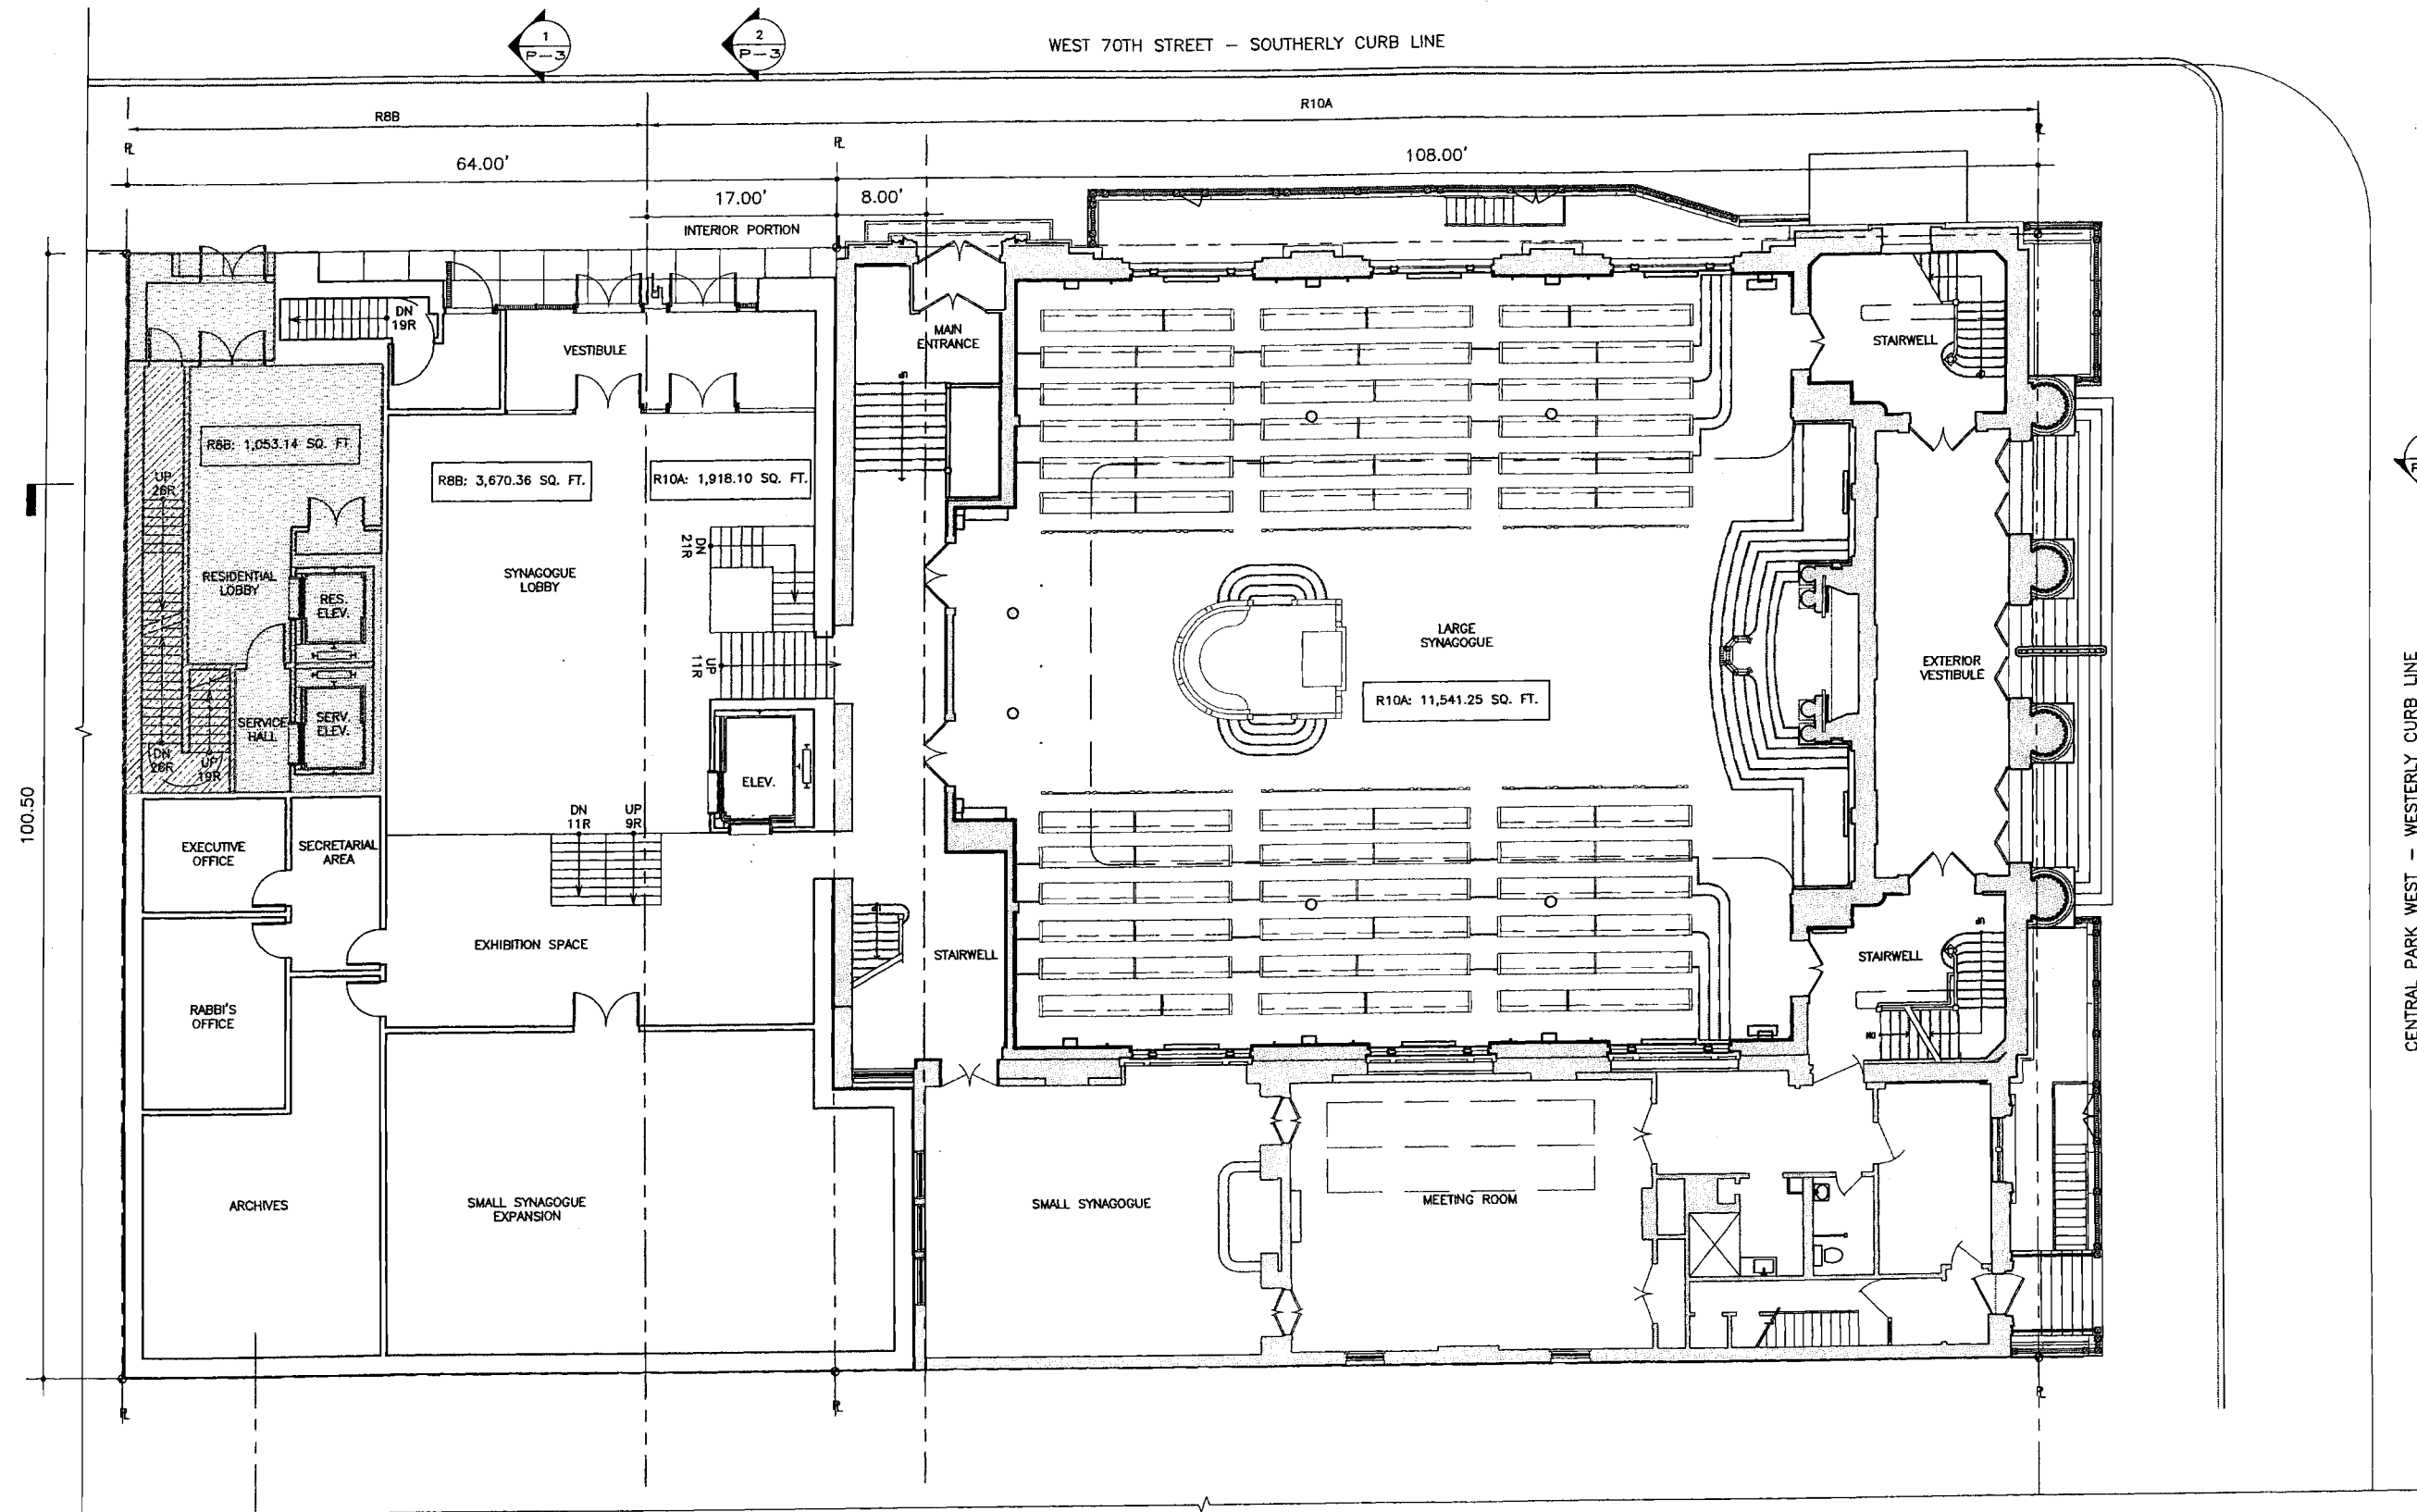 1
P-3
2
P-3
WEST 70TH STREET – SOUTHERLY CURB LINE
R8B
R10A
64.00'
108.00'
17.00'
8.00'
INTERIOR PORTION
DN
19R
VESTIBULE
MAIN
ENTRANCE
UP
STAIRWELL
UP
R8B: 1,053.14 SQ. FT.
R8B: 3,670.36 SQ. FT.
R10A: 1,918.10 SQ. FT.
UP
26R
DN
21R
RESIDENTIAL
LOBBY
RES.
ELEV.
SYNAGOGUE
LOBBY
UP
11R
LARGE
SYNAGOGUE
R10A: 11,541.25 SQ. FT.
EXTERIOR
VESTIBULE
SERVICE
HALL
SERV.
ELEV.
DN
26R
UP
19R
ELEV.
100.50
CENTRAL PARK WEST – WESTERLY CURB LINE
DN
11R
UP
9R
EXECUTIVE
OFFICE
SECRETARIAL
AREA
EXHIBITION SPACE
UP
STAIRWELL
STAIRWELL
UP
DN
RABBI'S
OFFICE
ARCHIVES
SMALL SYNAGOGUE
EXPANSION
SMALL SYNAGOGUE
MEETING ROOM